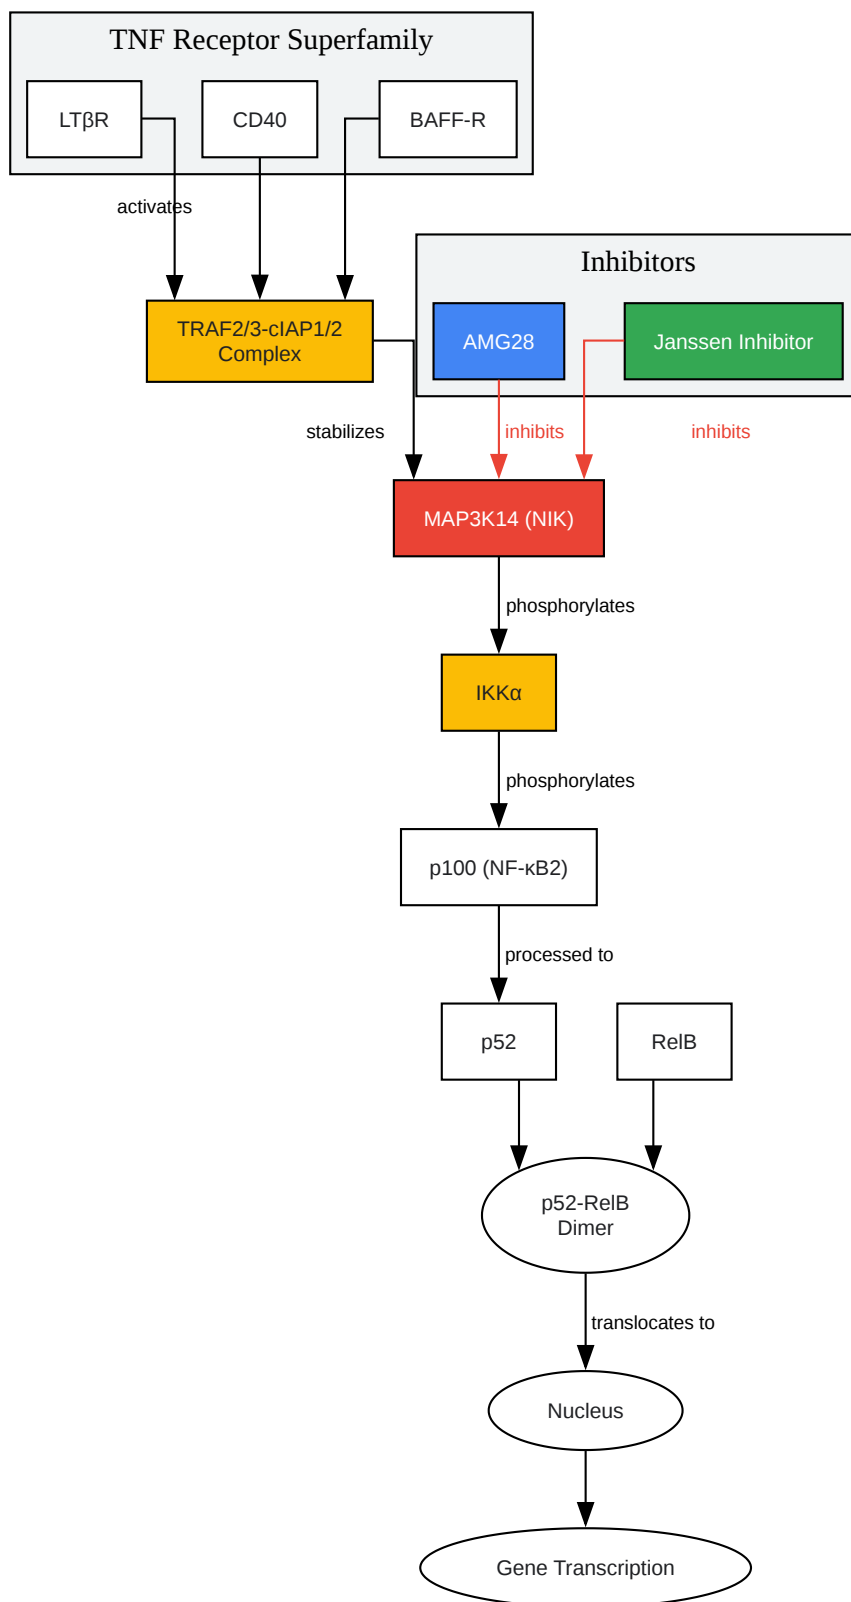 TNF Receptor Superfamily
LTβR
CD40
BAFF-R
activates
Inhibitors
TRAF2/3-cIAP1/2
Complex
AMG28
Janssen Inhibitor
stabilizes
inhibits
inhibits
MAP3K14 (NIK)
phosphorylates
IKKα
phosphorylates
p100 (NF-κB2)
processed to
p52
RelB
p52-RelB
Dimer
translocates to
Nucleus
Gene Transcription